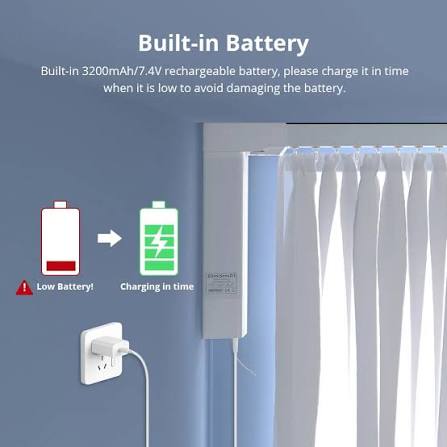 Built-in Battery
Built-in 3200mAh/7.4V rechargeable battery, please charge it in time
when it is low to avoid damaging the battery.
Low Battery!
Charging in time